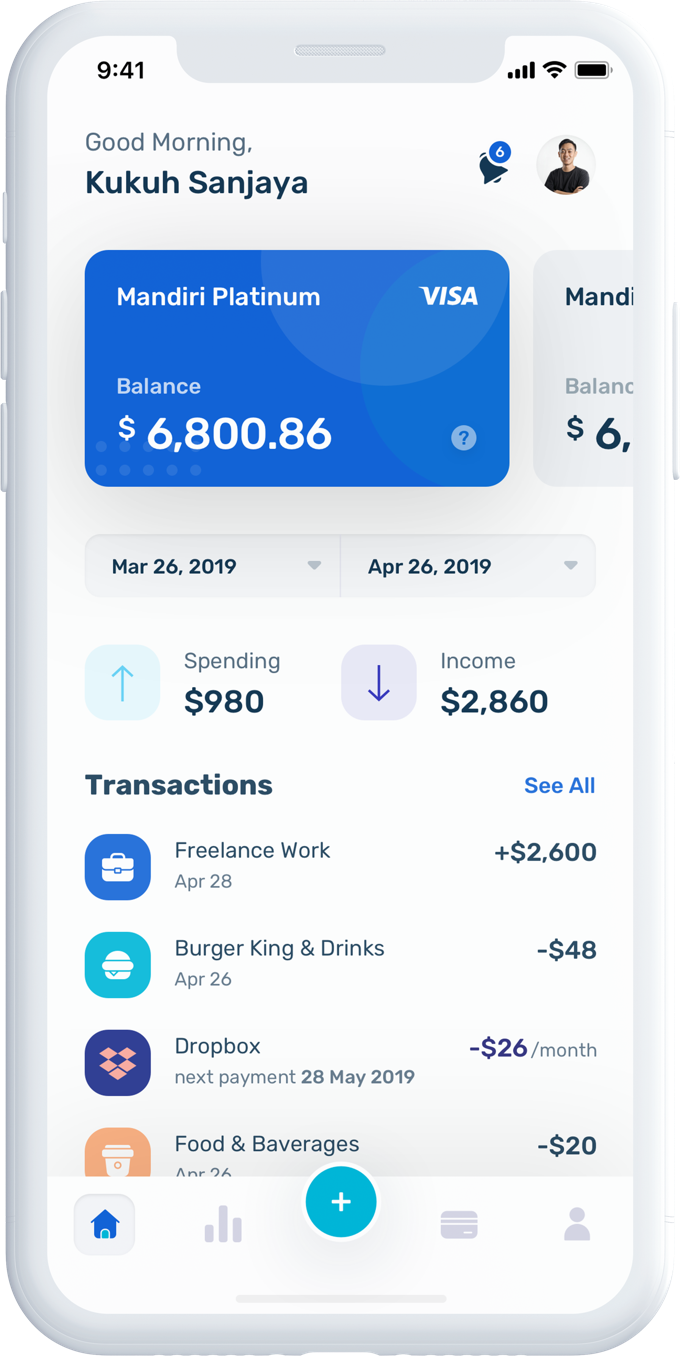 9:41
Good Morning,
Kukuh Sanjaya
6
Mandiri Platinum VISA
Mandi
Balance
$ 6,800.86
?
Balanc
$ 6,
Mar 26, 2019
Apr 26, 2019
Spending
$980
Income
$2,860
Transactions
See All
Freelance Work
+$2,600
Apr 28
Burger King & Drinks
-$48
Apr 26
Dropbox
-$26 /month
next payment 28 May 2019
Food & Baverages
-$20
Apr 26
+